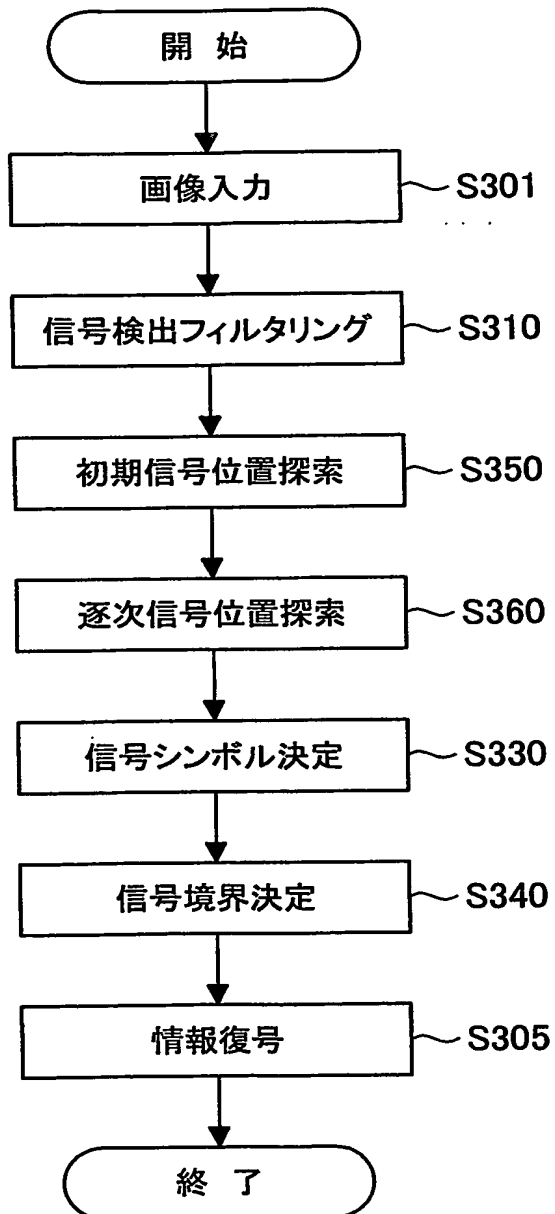 開 始
画像入力 S301
信号検出フィルタリング S310
初期信号位置探索 S350
逐次信号位置探索 S360
信号シンボル決定 S330
信号境界決定 S340
情報復号 S305
終 了